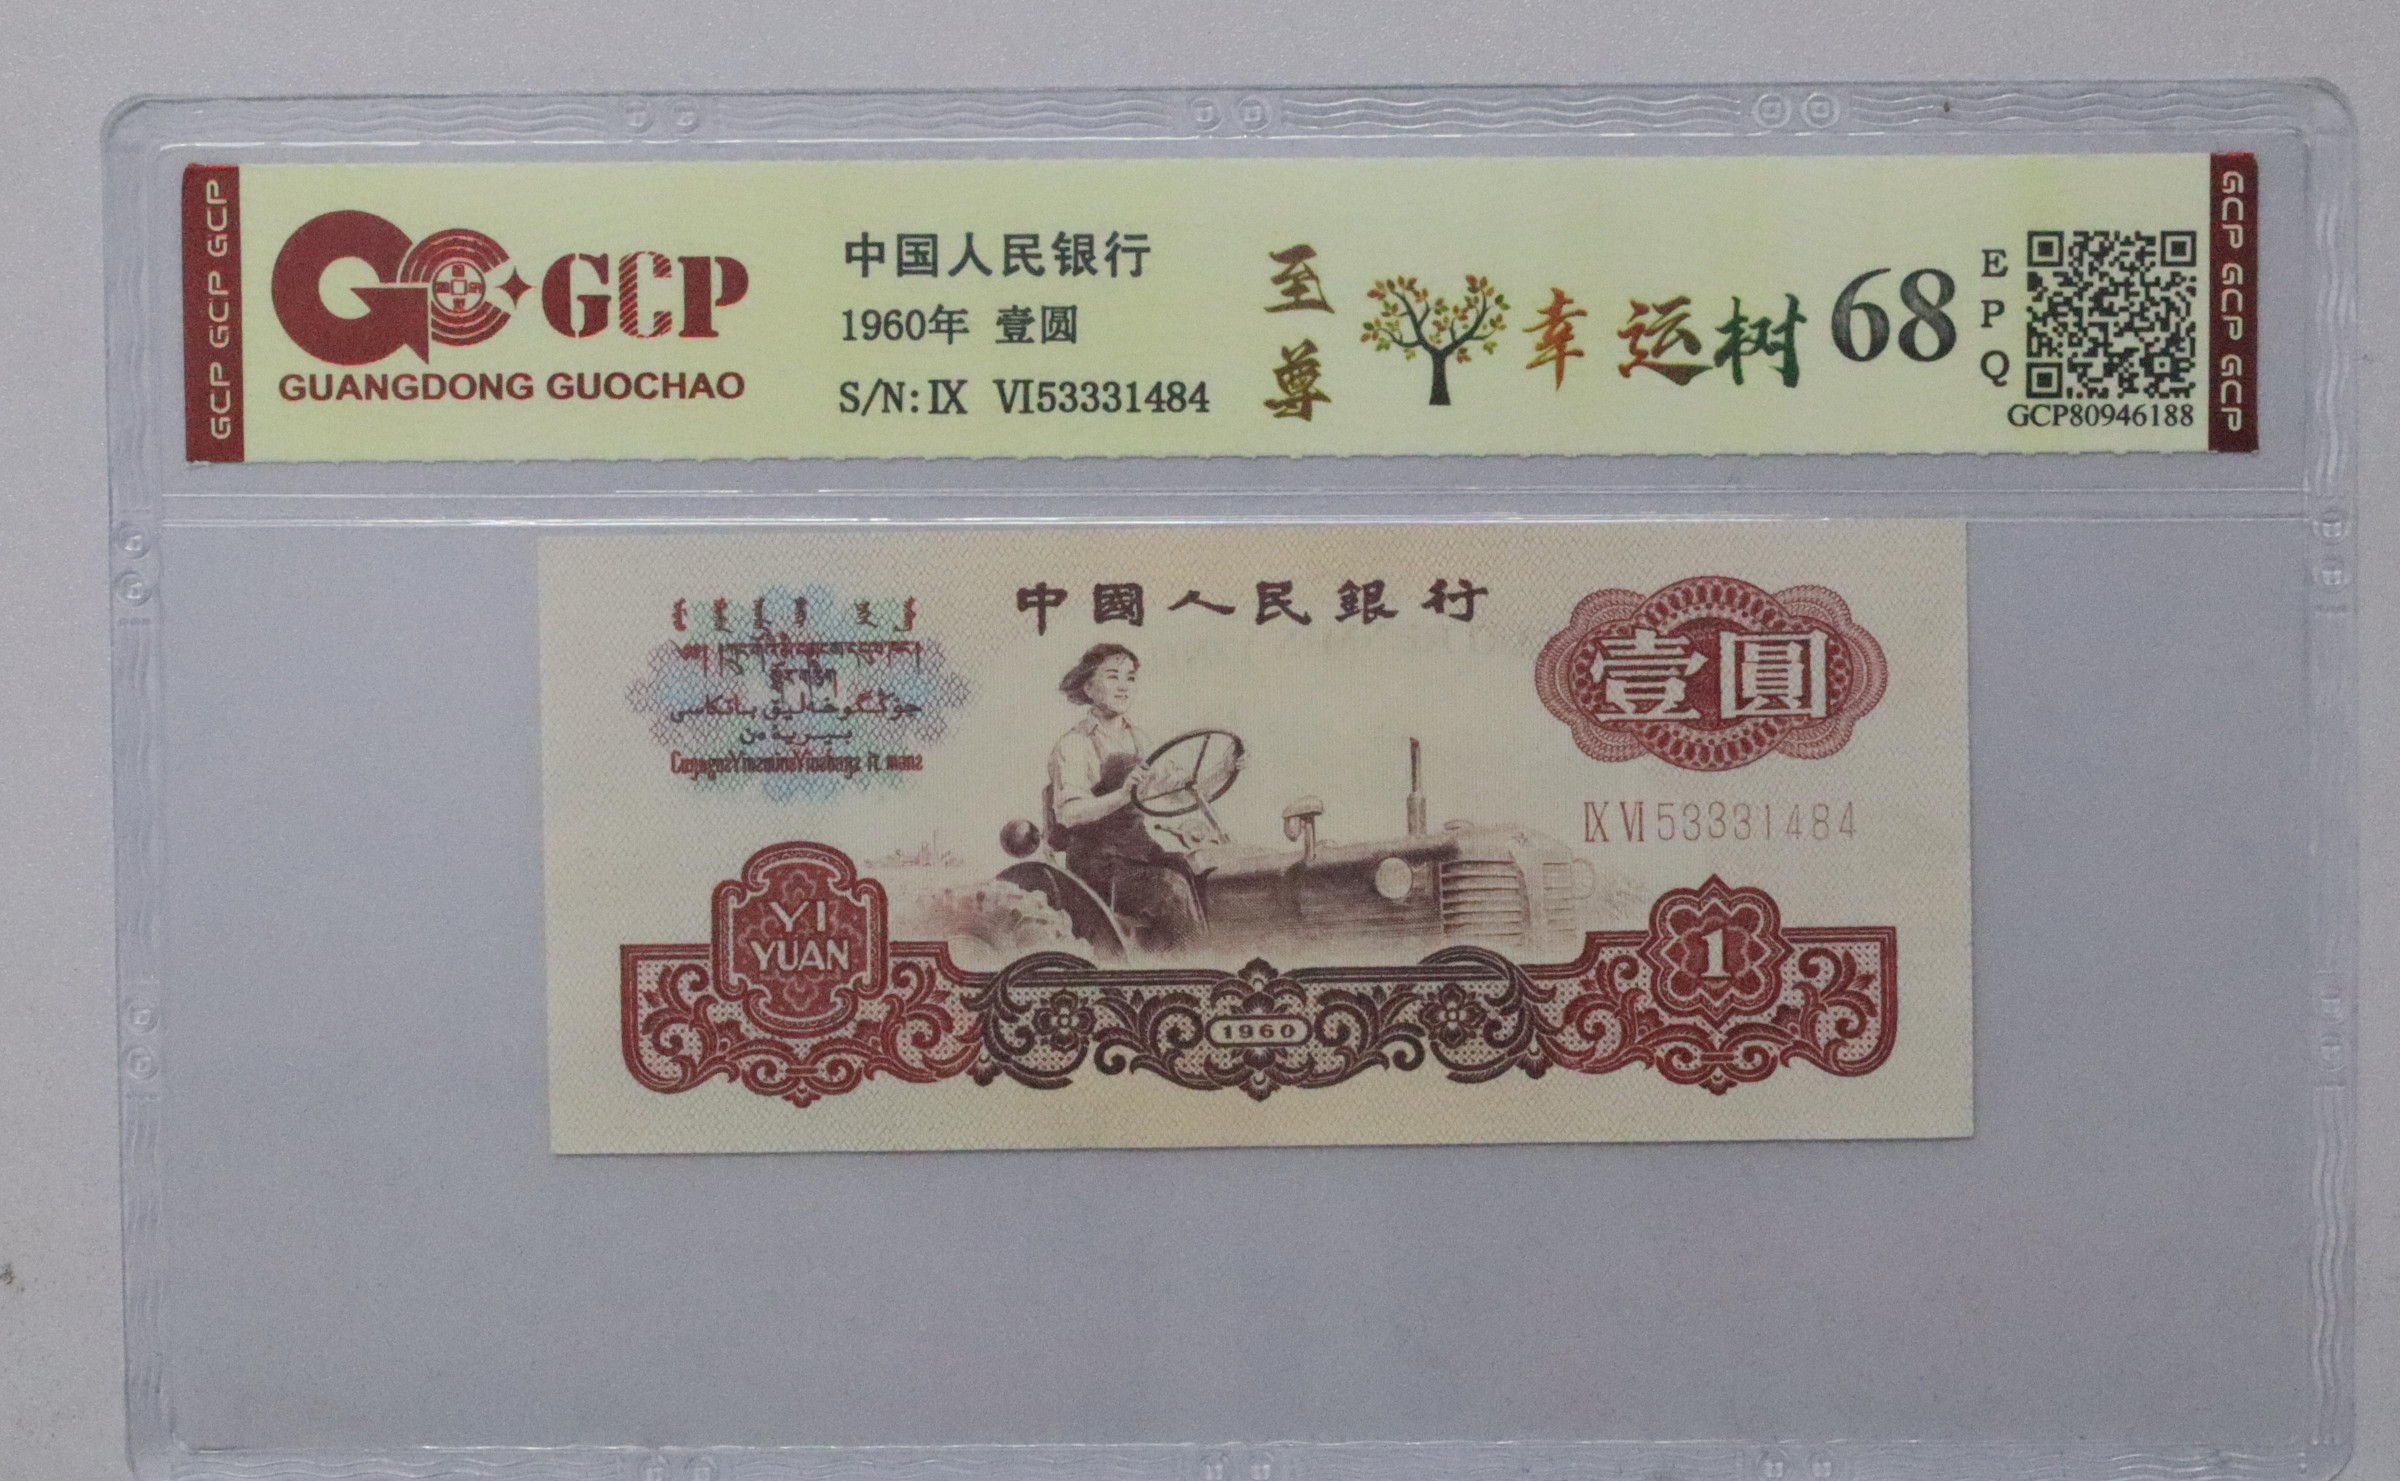 GCP GCP GCP
GCP
GUANGDONG GUOCHAO
中国人民银行
1960年 壹圆
S/N: IX VI53331484
至尊
幸运树
68
EPQ
GCP80946188
GCP GCP GCP
中國人民銀行
壹圓
IX VI 53331484
YI
YUAN
1960
1